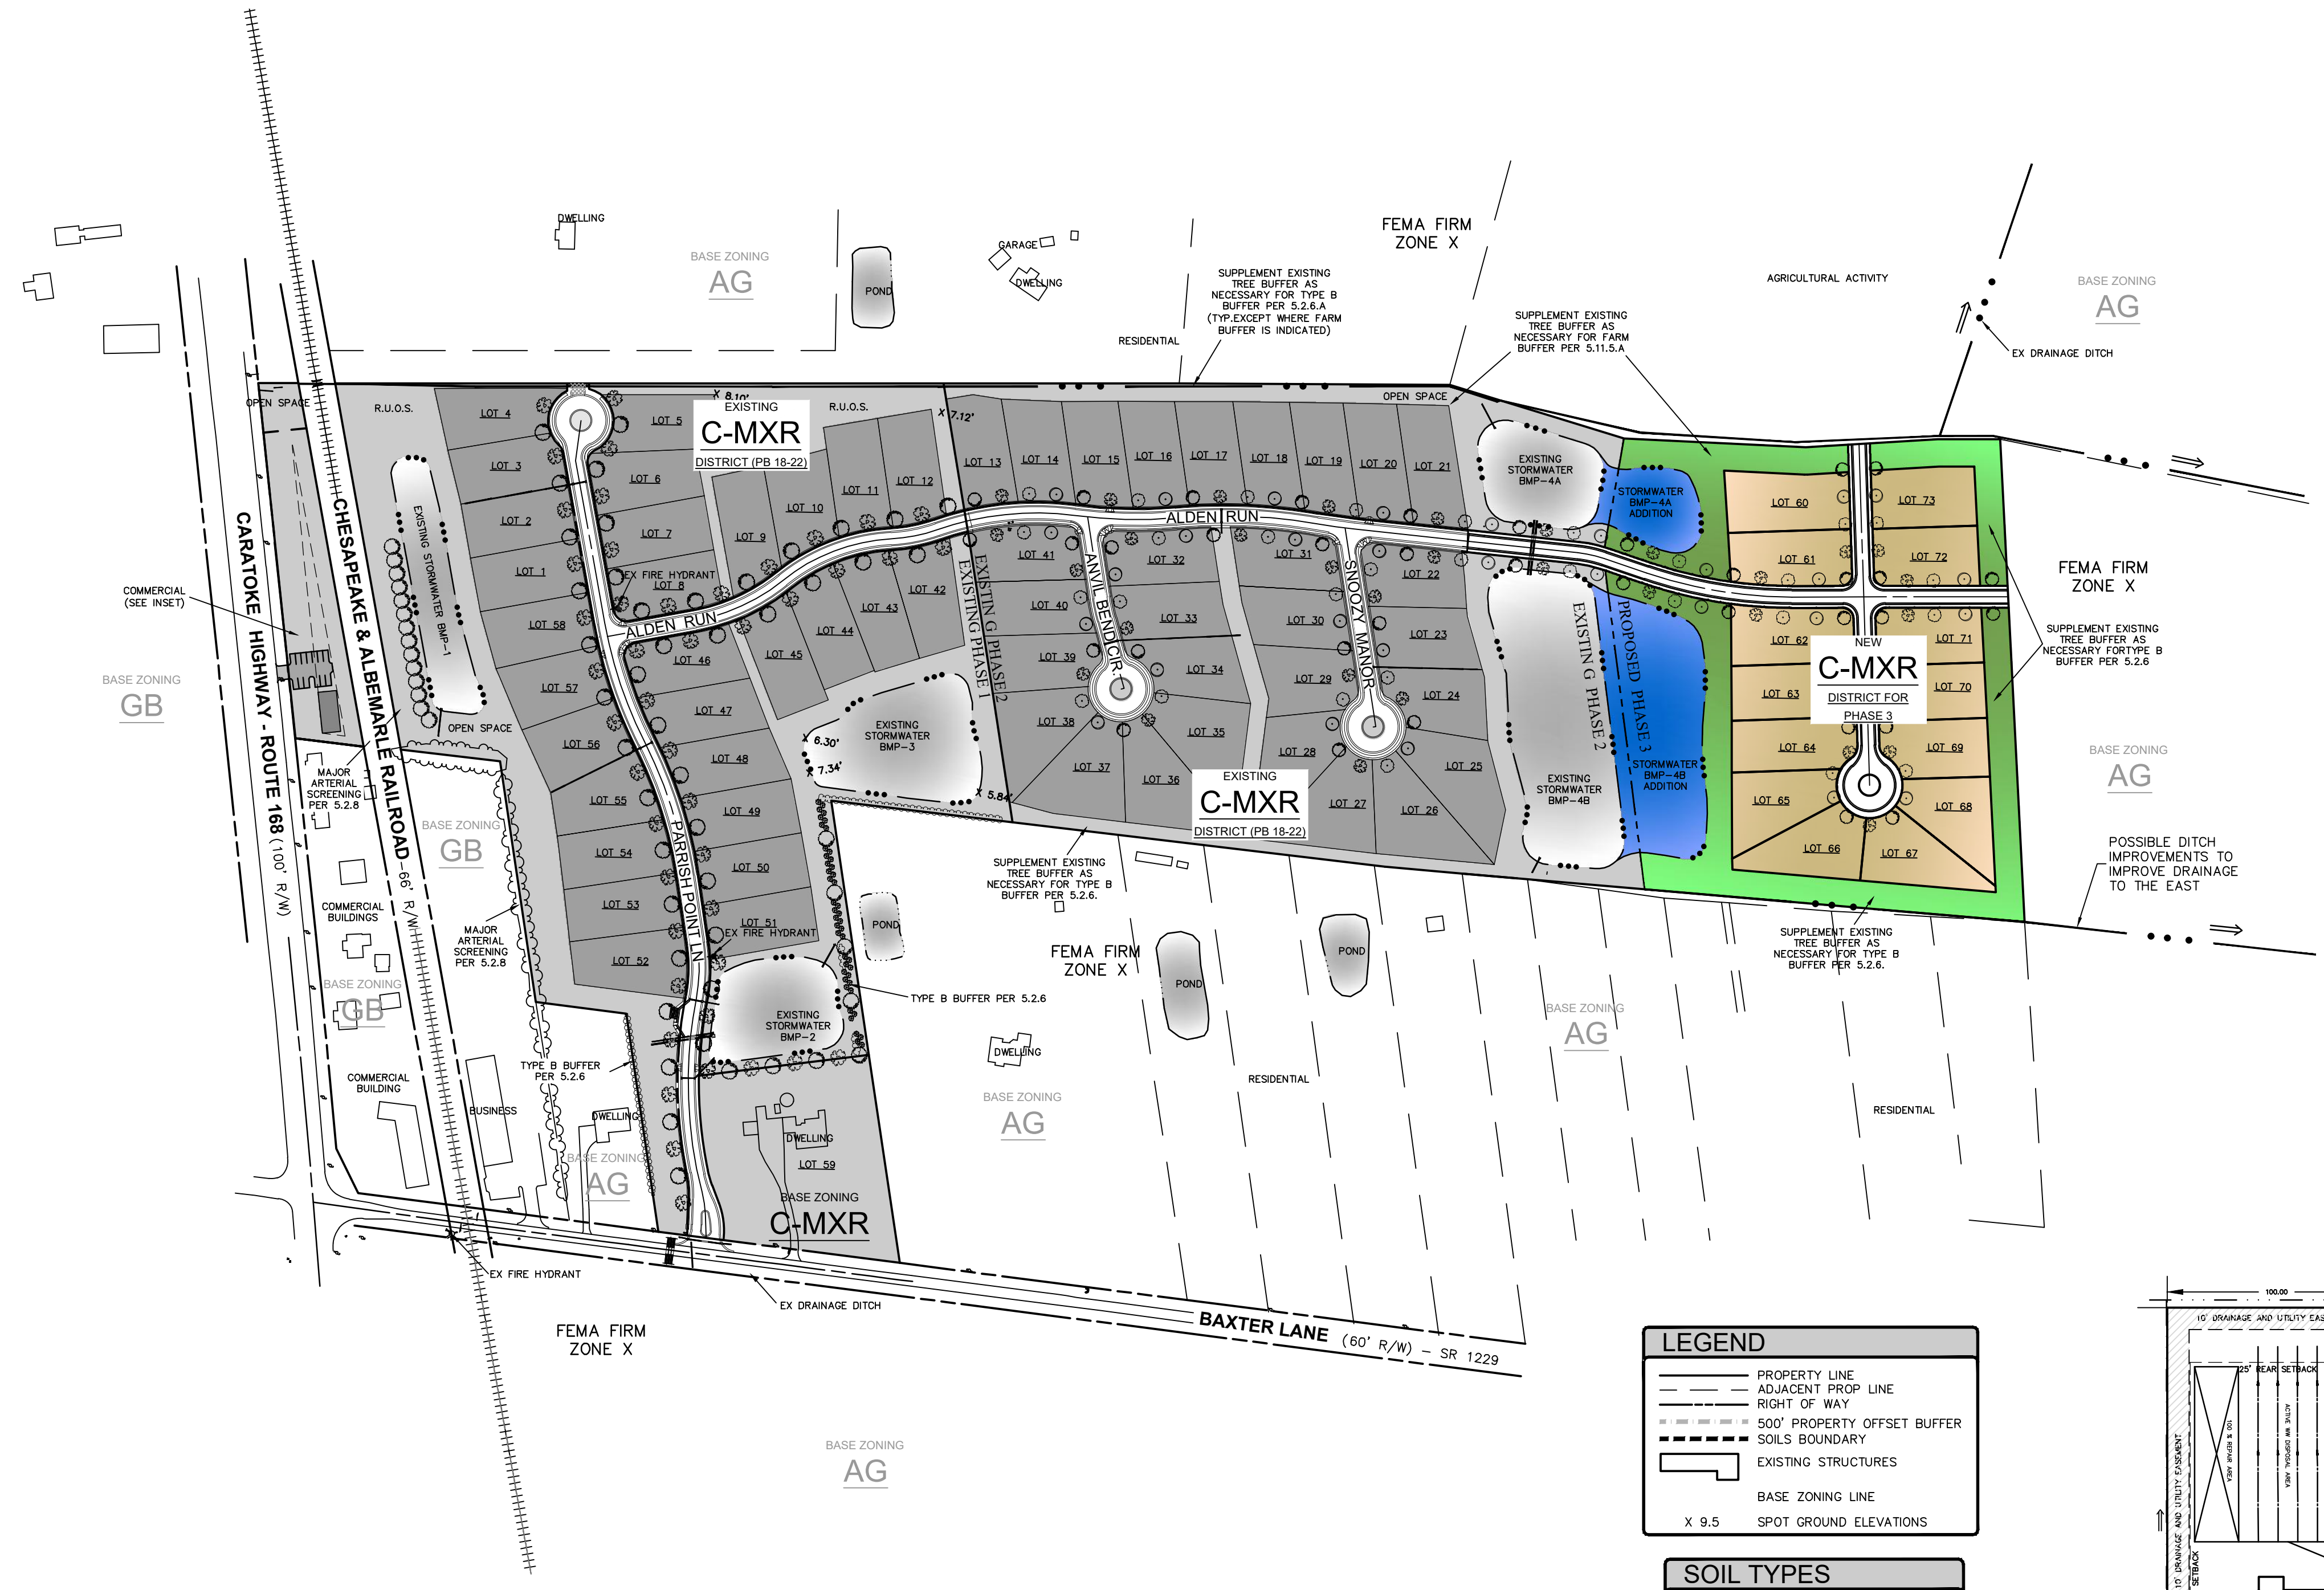 DWELLING
BASE ZONING
AG
POND
GARAGE
DWELLING
FEMA FIRM
ZONE X
SUPPLEMENT EXISTING
TREE BUFFER AS
NECESSARY FOR TYPE B
BUFFER PER 5.2.6.A
(TYP.EXCEPT WHERE FARM
BUFFER IS INDICATED)
RESIDENTIAL
SUPPLEMENT EXISTING
TREE BUFFER AS
NECESSARY FOR FARM
BUFFER PER 5.11.5.A
AGRICULTURAL ACTIVITY
BASE ZONING
AG
EX DRAINAGE DITCH
OPEN SPACE
R.U.O.S.
LOT 4
LOT 3
LOT 2
LOT 1
LOT 58
LOT 57
LOT 56
LOT 55
LOT 54
LOT 53
LOT 52
LOT 5
LOT 6
LOT 7
EX FIRE HYDRANT
LOT 8
X 8.10'
EXISTING
C-MXR
DISTRICT (PB 18-22)
R.U.O.S.
X 7.12'
LOT 9
LOT 10
LOT 11
LOT 12
LOT 13
LOT 14
LOT 15
LOT 16
LOT 17
LOT 18
LOT 19
LOT 20
LOT 21
OPEN SPACE
ALDEN RUN
ALDEN RUN
LOT 46
LOT 45
LOT 44
LOT 43
LOT 42
LOT 47
LOT 48
LOT 49
LOT 50
LOT 51
EX FIRE HYDRANT
PARRISH POINT LN
EXISTING PHASE 1
EXISTING PHASE2
LOT 41
LOT 40
LOT 39
LOT 38
LOT 37
LOT 36
LOT 35
LOT 34
LOT 33
LOT 32
ANVIL BEND CIR.
LOT 31
LOT 30
LOT 29
LOT 28
LOT 27
LOT 26
LOT 25
LOT 24
LOT 23
LOT 22
SNOOZY MANOR
EXISTING
C-MXR
DISTRICT (PB 18-22)
EXISTING
STORMWATER
BMP-4A
STORMWATER
BMP-4A
ADDITION
EXISTING PHASE 2
PROPOSED PHASE 3
EXISTING
STORMWATER
BMP-4B
STORMWATER
BMP-4B
ADDITION
LOT 60
LOT 61
LOT 62
LOT 63
LOT 64
LOT 65
LOT 66
LOT 67
LOT 68
LOT 69
LOT 70
LOT 71
LOT 72
LOT 73
NEW
C-MXR
DISTRICT FOR
PHASE 3
FEMA FIRM
ZONE X
SUPPLEMENT EXISTING
TREE BUFFER AS
NECESSARY FORTYPE B
BUFFER PER 5.2.6
BASE ZONING
AG
POSSIBLE DITCH
IMPROVEMENTS TO
IMPROVE DRAINAGE
TO THE EAST
COMMERCIAL
(SEE INSET)
CARATOKE HIGHWAY - ROUTE 168 (100' R/W)
CHESAPEAKE & ALBEMARLE RAILROAD - 66' R/W
EXISTING STORMWATER BMP-1
OPEN SPACE
BASE ZONING
GB
MAJOR
ARTERIAL
SCREENING
PER 5.2.8
BASE ZONING
GB
COMMERCIAL
BUILDINGS
MAJOR
ARTERIAL
SCREENING
PER 5.2.8
BASE ZONING
GB
EXISTING
STORMWATER
BMP-3
X 6.30'
X 7.34'
X 5.84'
SUPPLEMENT EXISTING
TREE BUFFER AS
NECESSARY FOR TYPE B
BUFFER PER 5.2.6.
POND
FEMA FIRM
ZONE X
POND
POND
SUPPLEMENT EXISTING
TREE BUFFER AS
NECESSARY FOR TYPE B
BUFFER PER 5.2.6.
TYPE B BUFFER PER 5.2.6
EXISTING
STORMWATER
BMP-2
TYPE B BUFFER
PER 5.2.6
COMMERCIAL
BUILDING
BUSINESS
DWELLING
BASE ZONING
AG
DWELLING
LOT 59
BASE ZONING
C-MXR
DWELLING
BASE ZONING
AG
RESIDENTIAL
BASE ZONING
AG
RESIDENTIAL
EX FIRE HYDRANT
EX DRAINAGE DITCH
FEMA FIRM
ZONE X
BAXTER LANE (60' R/W) - SR 1229
BASE ZONING
AG
LEGEND
PROPERTY LINE
ADJACENT PROP LINE
RIGHT OF WAY
500' PROPERTY OFFSET BUFFER
SOILS BOUNDARY
EXISTING STRUCTURES
BASE ZONING LINE
X 9.5 SPOT GROUND ELEVATIONS
SOIL TYPES
100.00
10' DRAINAGE AND UTILITY EAS
25' REAR SETBACK
100 % REPAIR AREA
ACTIVE WW DISPOSAL AREA
10' DRAINAGE AND UTILITY EASEMENT
SETBACK